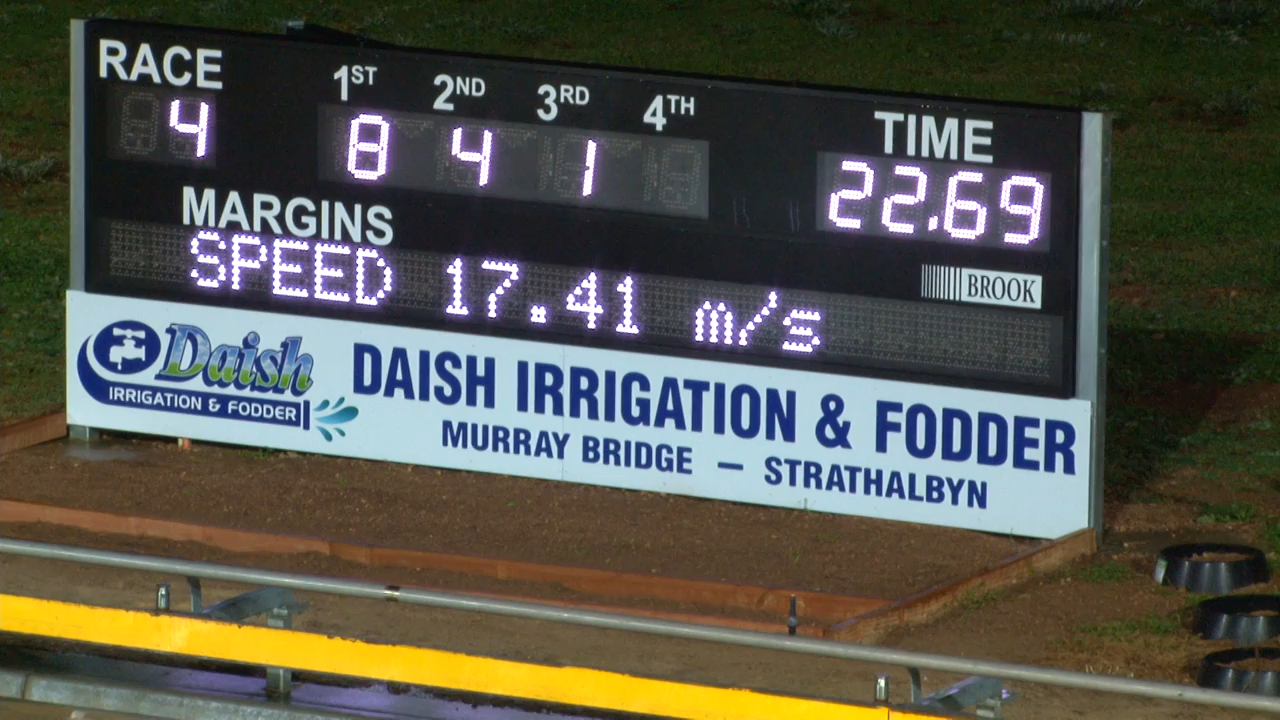 RACE 1ST 2ND 3RD 4TH TIME
4 8 4 1 22.69
MARGINS
SPEED 17.41 m/s
BROOK
Daish
IRRIGATION & FODDER
DAISH IRRIGATION & FODDER
MURRAY BRIDGE — STRATHALBYN